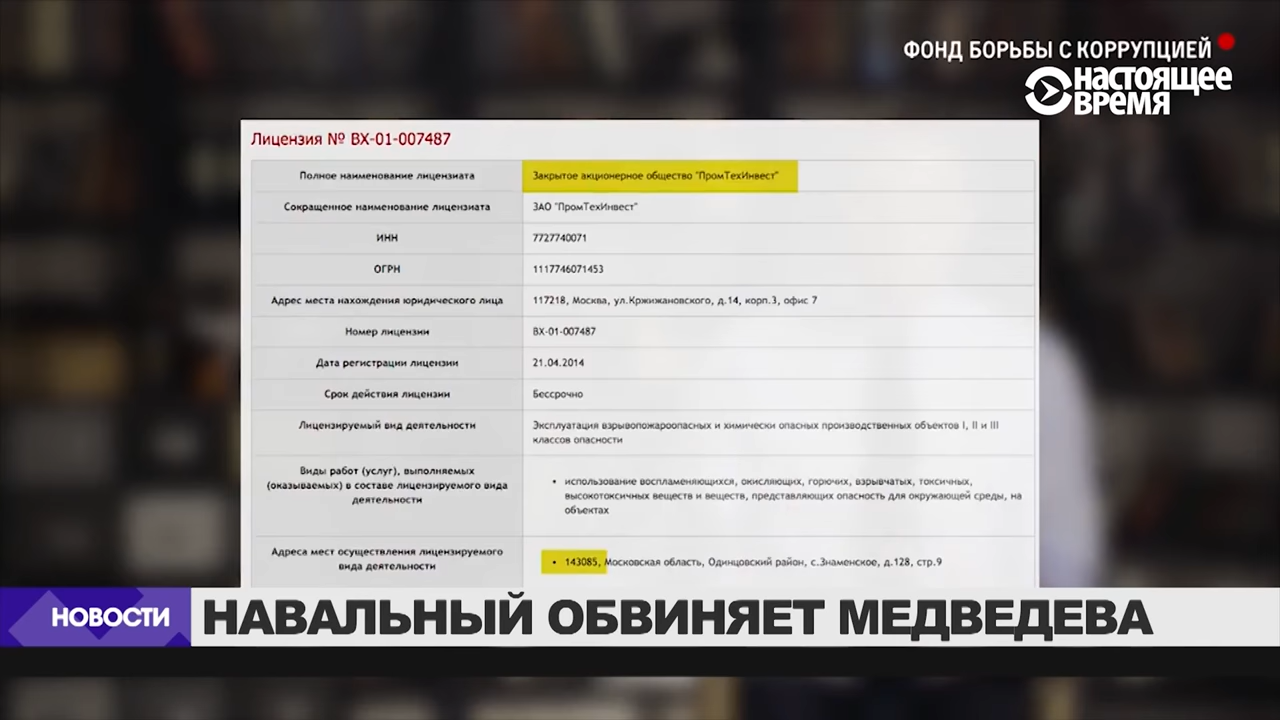 ФОНД БОРЬБЫ С КОРРУПЦИЕЙ
НАСТОЯЩЕЕ
ВРЕМЯ
Лицензия № ВХ-01-007487
Полное наименование лицензиата
Закрытое акционерное общество "ПромТехИнвест"
Сокращенное наименование лицензиата
ЗАО "ПромТехИнвест"
ИНН
7727740071
ОГРН
1117746071453
Адрес места нахождения юридического лица
117218, Москва, ул.Кржижановского, д.14, корп.3, офис 7
Номер лицензии
ВХ-01-007487
Дата регистрации лицензии
21.04.2014
Срок действия лицензии
Бессрочно
Лицензируемый вид деятельности
Эксплуатация взрывопожароопасных и химически опасных производственных объектов I, II и III
классов опасности
Виды работ (услуг), выполняемых
(оказываемых) в составе лицензируемого вида
деятельности
• использование воспламеняющихся, окисляющих, горючих, взрывчатых, токсичных,
высокотоксичных веществ и веществ, представляющих опасность для окружающей среды, на
объектах
Адреса мест осуществления лицензируемого
вида деятельности
• 143085, Московская область, Одинцовский район, с.Знаменское, д.128, стр.9
НОВОСТИ
НАВАЛЬНЫЙ ОБВИНЯЕТ МЕДВЕДЕВА